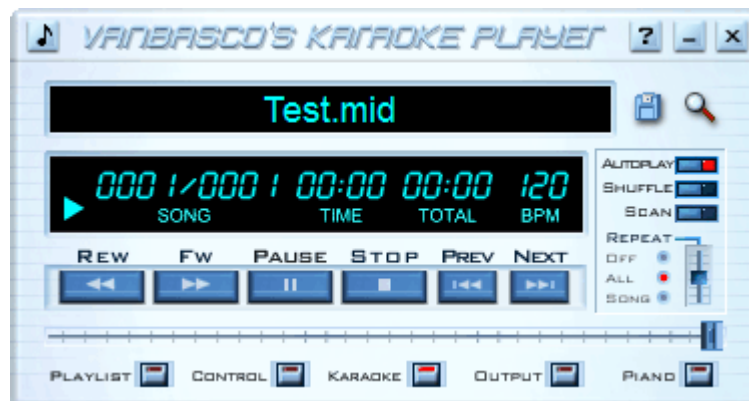 VANBASCO'S KARAOKE PLAYER ? – x
Test.mid
0001/0001 00:00 00:00 120
SONG TIME TOTAL BPM
AUTOPLAY
SHUFFLE
SCAN
REPEAT
OFF
ALL
SONG
REW FW PAUSE STOP PREV NEXT
PLAYLIST CONTROL KARAOKE OUTPUT PIANO